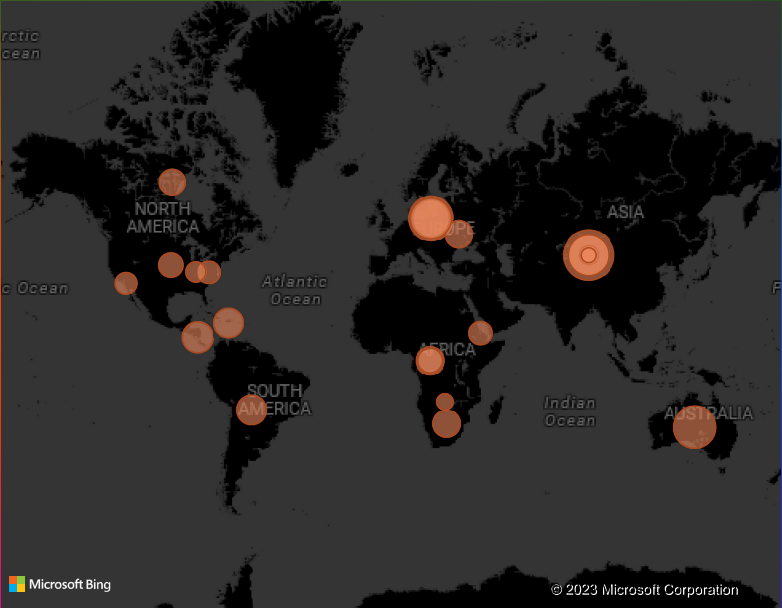 rctic
cean
NORTH
AMERICA
EUROPE
ASIA
c Ocean
Atlantic
Ocean
P
AFRICA
SOUTH
AMERICA
Indian
Ocean
AUSTRALIA
Microsoft Bing
© 2023 Microsoft Corporation